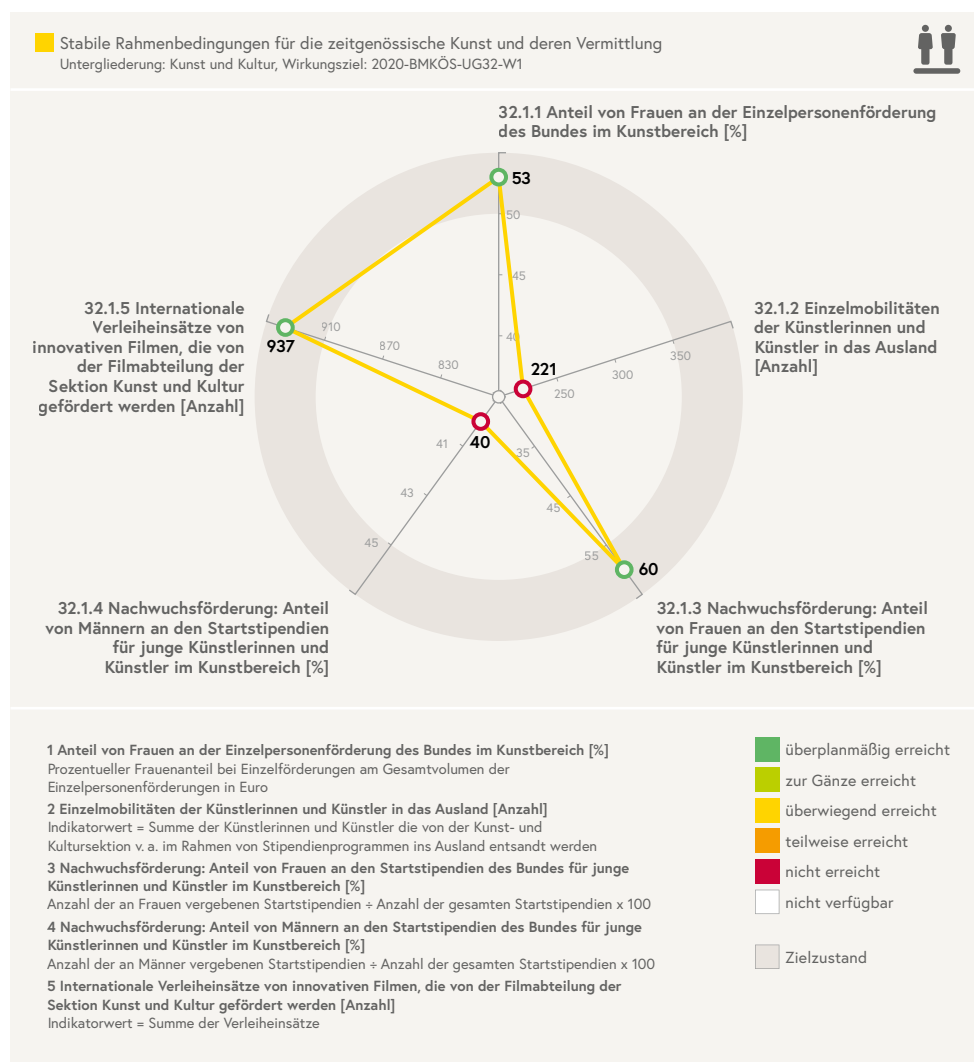 Stabile Rahmenbedingungen für die zeitgenössische Kunst und deren Vermittlung
Untergliederung: Kunst und Kultur, Wirkungsziel: 2020-BMKÖS-UG32-W1
32.1.1 Anteil von Frauen an der Einzelpersonenförderung
des Bundes im Kunstbereich [%]
53
50
45
40
32.1.2 Einzelmobilitäten
der Künstlerinnen und
Künstler in das Ausland
[Anzahl]
221
250
300
350
32.1.3 Nachwuchsförderung: Anteil
von Frauen an den Startstipendien
für junge Künstlerinnen und
Künstler im Kunstbereich [%]
35
45
55
60
32.1.4 Nachwuchsförderung: Anteil
von Männern an den Startstipendien
für junge Künstlerinnen und
Künstler im Kunstbereich [%]
40
41
43
45
32.1.5 Internationale
Verleiheinsätze von
innovativen Filmen, die von
der Filmabteilung der
Sektion Kunst und Kultur
gefördert werden [Anzahl]
937
910
870
830
1 Anteil von Frauen an der Einzelpersonenförderung des Bundes im Kunstbereich [%]
Prozentueller Frauenanteil bei Einzelförderungen am Gesamtvolumen der
Einzelpersonenförderungen in Euro
2 Einzelmobilitäten der Künstlerinnen und Künstler in das Ausland [Anzahl]
Indikatorwert = Summe der Künstlerinnen und Künstler die von der Kunst- und
Kultursektion v. a. im Rahmen von Stipendienprogrammen ins Ausland entsandt werden
3 Nachwuchsförderung: Anteil von Frauen an den Startstipendien des Bundes für junge
Künstlerinnen und Künstler im Kunstbereich [%]
Anzahl der an Frauen vergebenen Startstipendien ÷ Anzahl der gesamten Startstipendien x 100
4 Nachwuchsförderung: Anteil von Männern an den Startstipendien des Bundes für junge
Künstlerinnen und Künstler im Kunstbereich [%]
Anzahl der an Männer vergebenen Startstipendien ÷ Anzahl der gesamten Startstipendien x 100
5 Internationale Verleiheinsätze von innovativen Filmen, die von der Filmabteilung der
Sektion Kunst und Kultur gefördert werden [Anzahl]
Indikatorwert = Summe der Verleiheinsätze
überplanmäßig erreicht
zur Gänze erreicht
überwiegend erreicht
teilweise erreicht
nicht erreicht
nicht verfügbar
Zielzustand